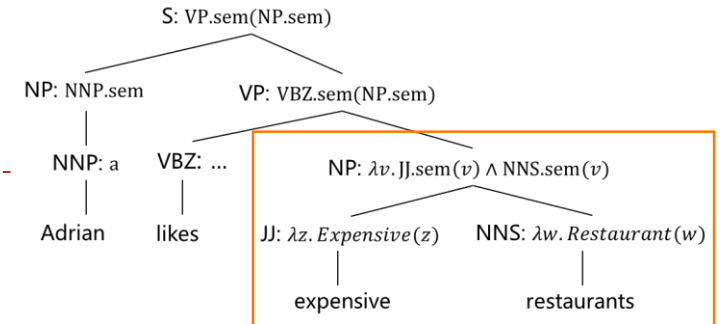 S: VP.sem(NP.sem)
NP: NNP.sem VP: VBZ.sem(NP.sem)
NNP: a VBZ: ... NP: λv.JJ.sem(v) ∧ NNS.sem(v)
Adrian likes JJ: λz.Expensive(z) NNS: λw.Restaurant(w)
expensive restaurants